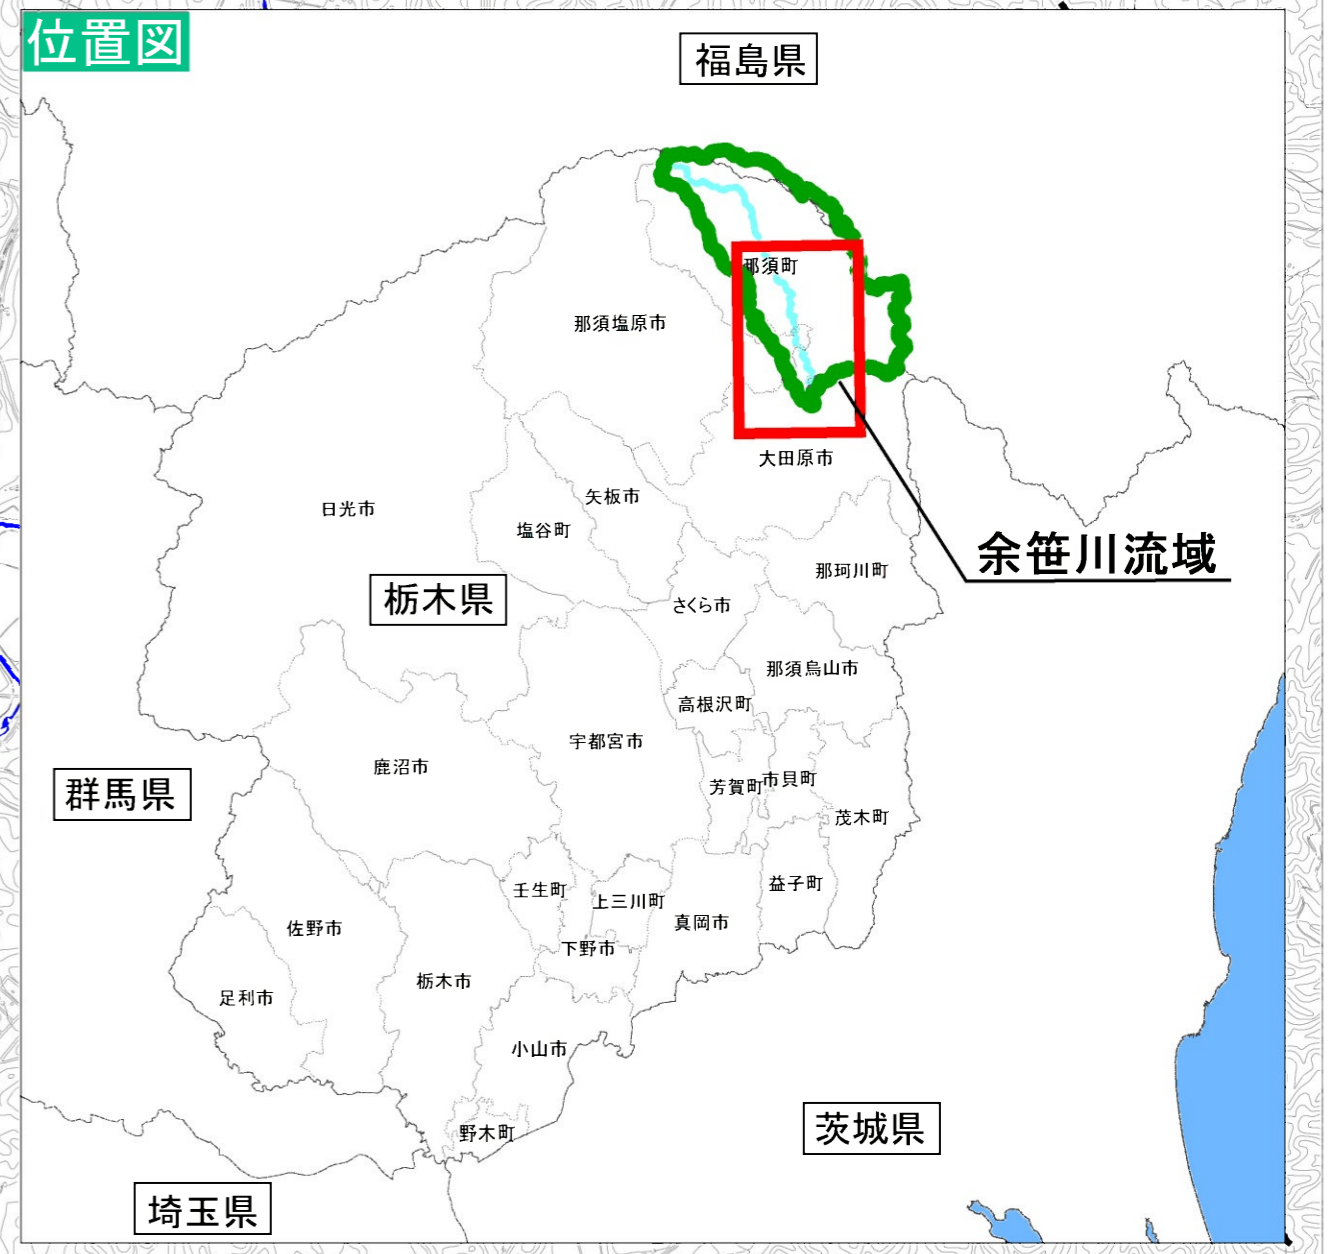 位置図
福島県
那須町
那須塩原市
大田原市
矢板市
日光市
塩谷町
余笹川流域
那珂川町
栃木県
さくら市
那須烏山市
高根沢町
宇都宮市
鹿沼市
芳賀町
市貝町
群馬県
茂木町
壬生町
上三川町
益子町
真岡市
佐野市
下野市
栃木市
足利市
小山市
野木町
茨城県
埼玉県